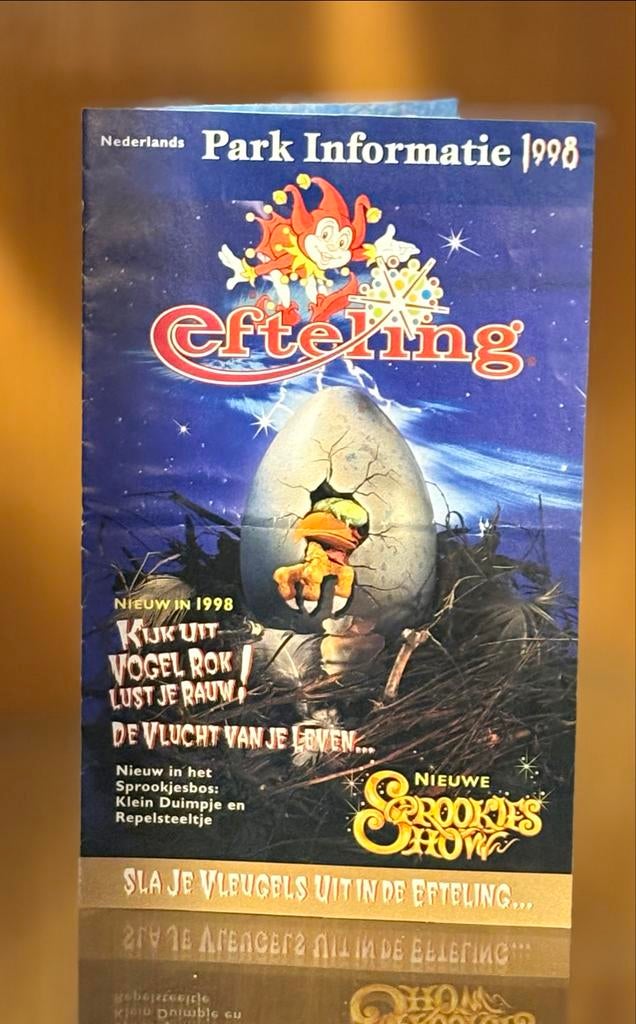 Nederlands Park Informatie 1998
efteling
NIEUW IN 1998
KIJK UIT
VOGEL ROK !
LUST JE RAUW!
DE VLUCHT VAN JE LEVEN...
Nieuw in het
Sprookjesbos:
Klein Duimpje en
Repelsteeltje
NIEUWE
SPROOKJES
SHOW
SLA JE VLEUGELS UIT IN DE EFTELING...